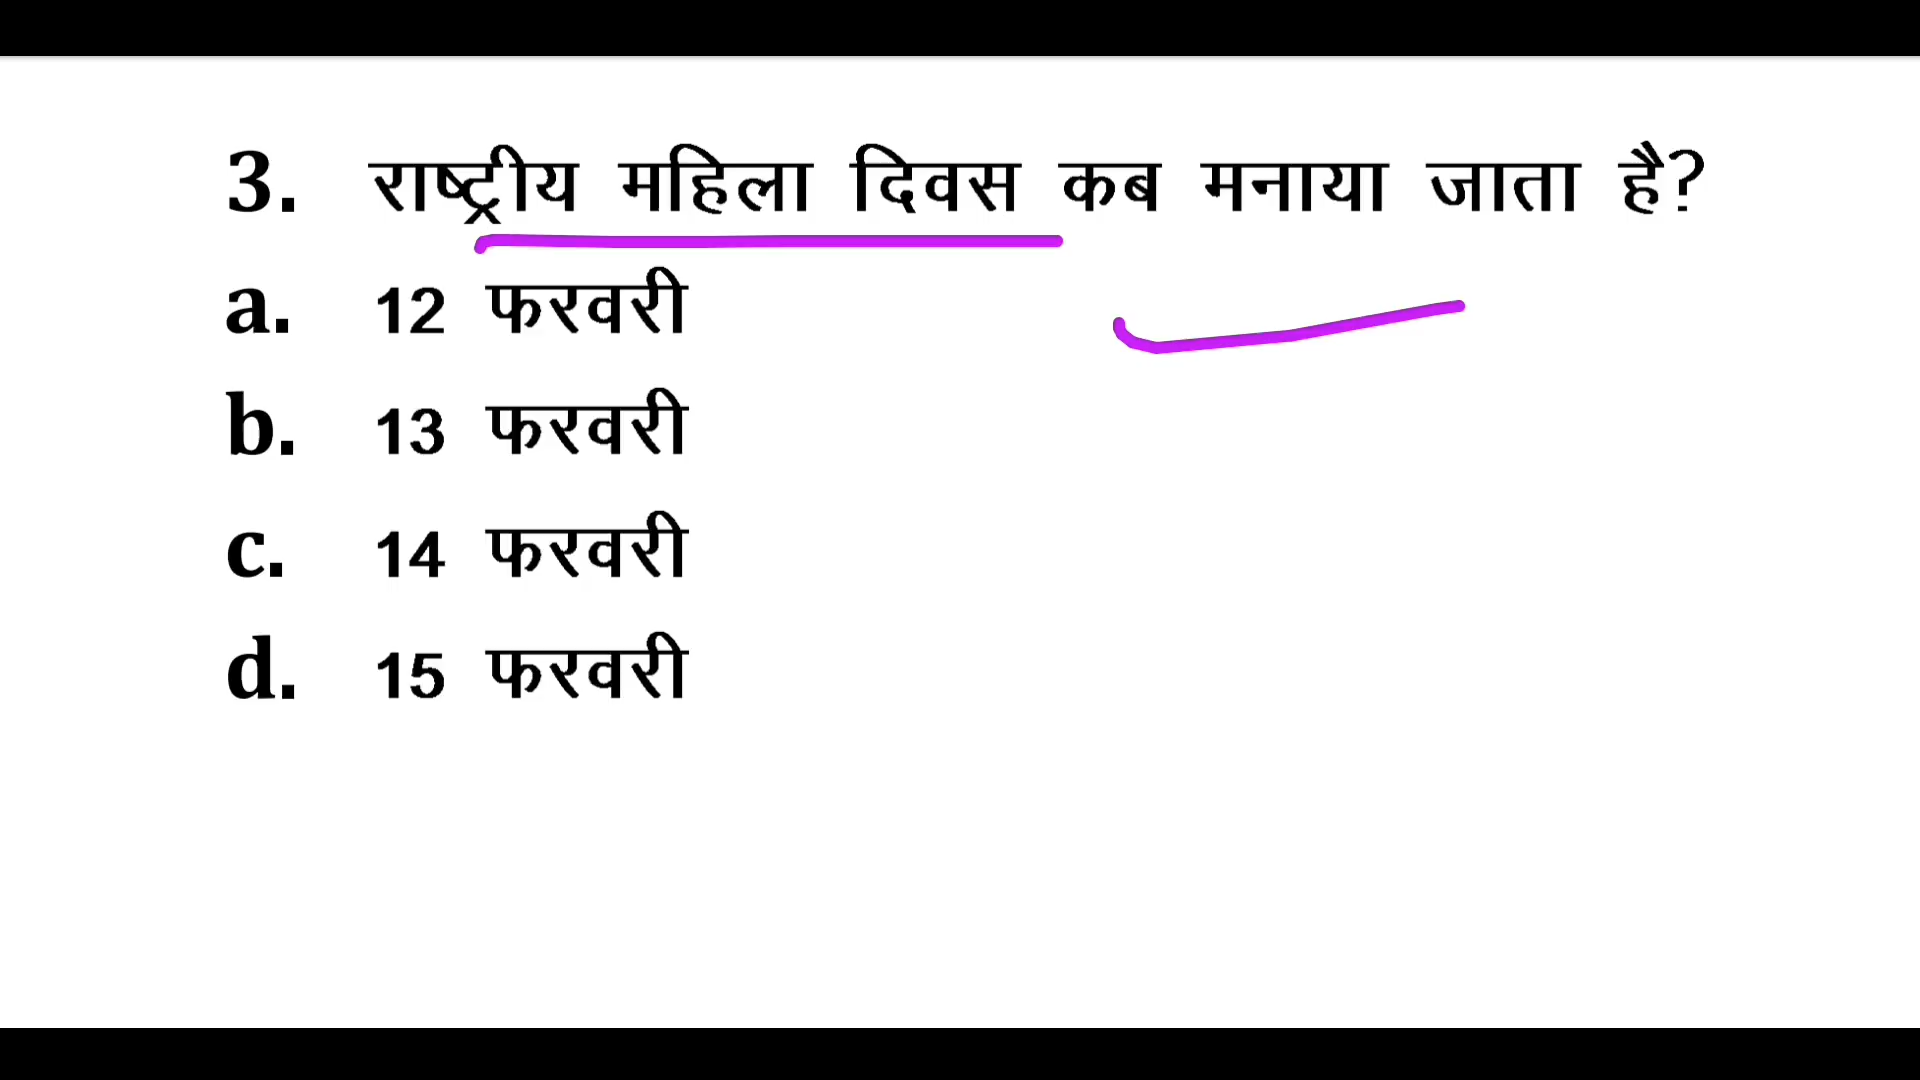 3. राष्ट्रीय महिला दिवस कब मनाया जाता है?
a. 12 फरवरी
b. 13 फरवरी
c. 14 फरवरी
d. 15 फरवरी